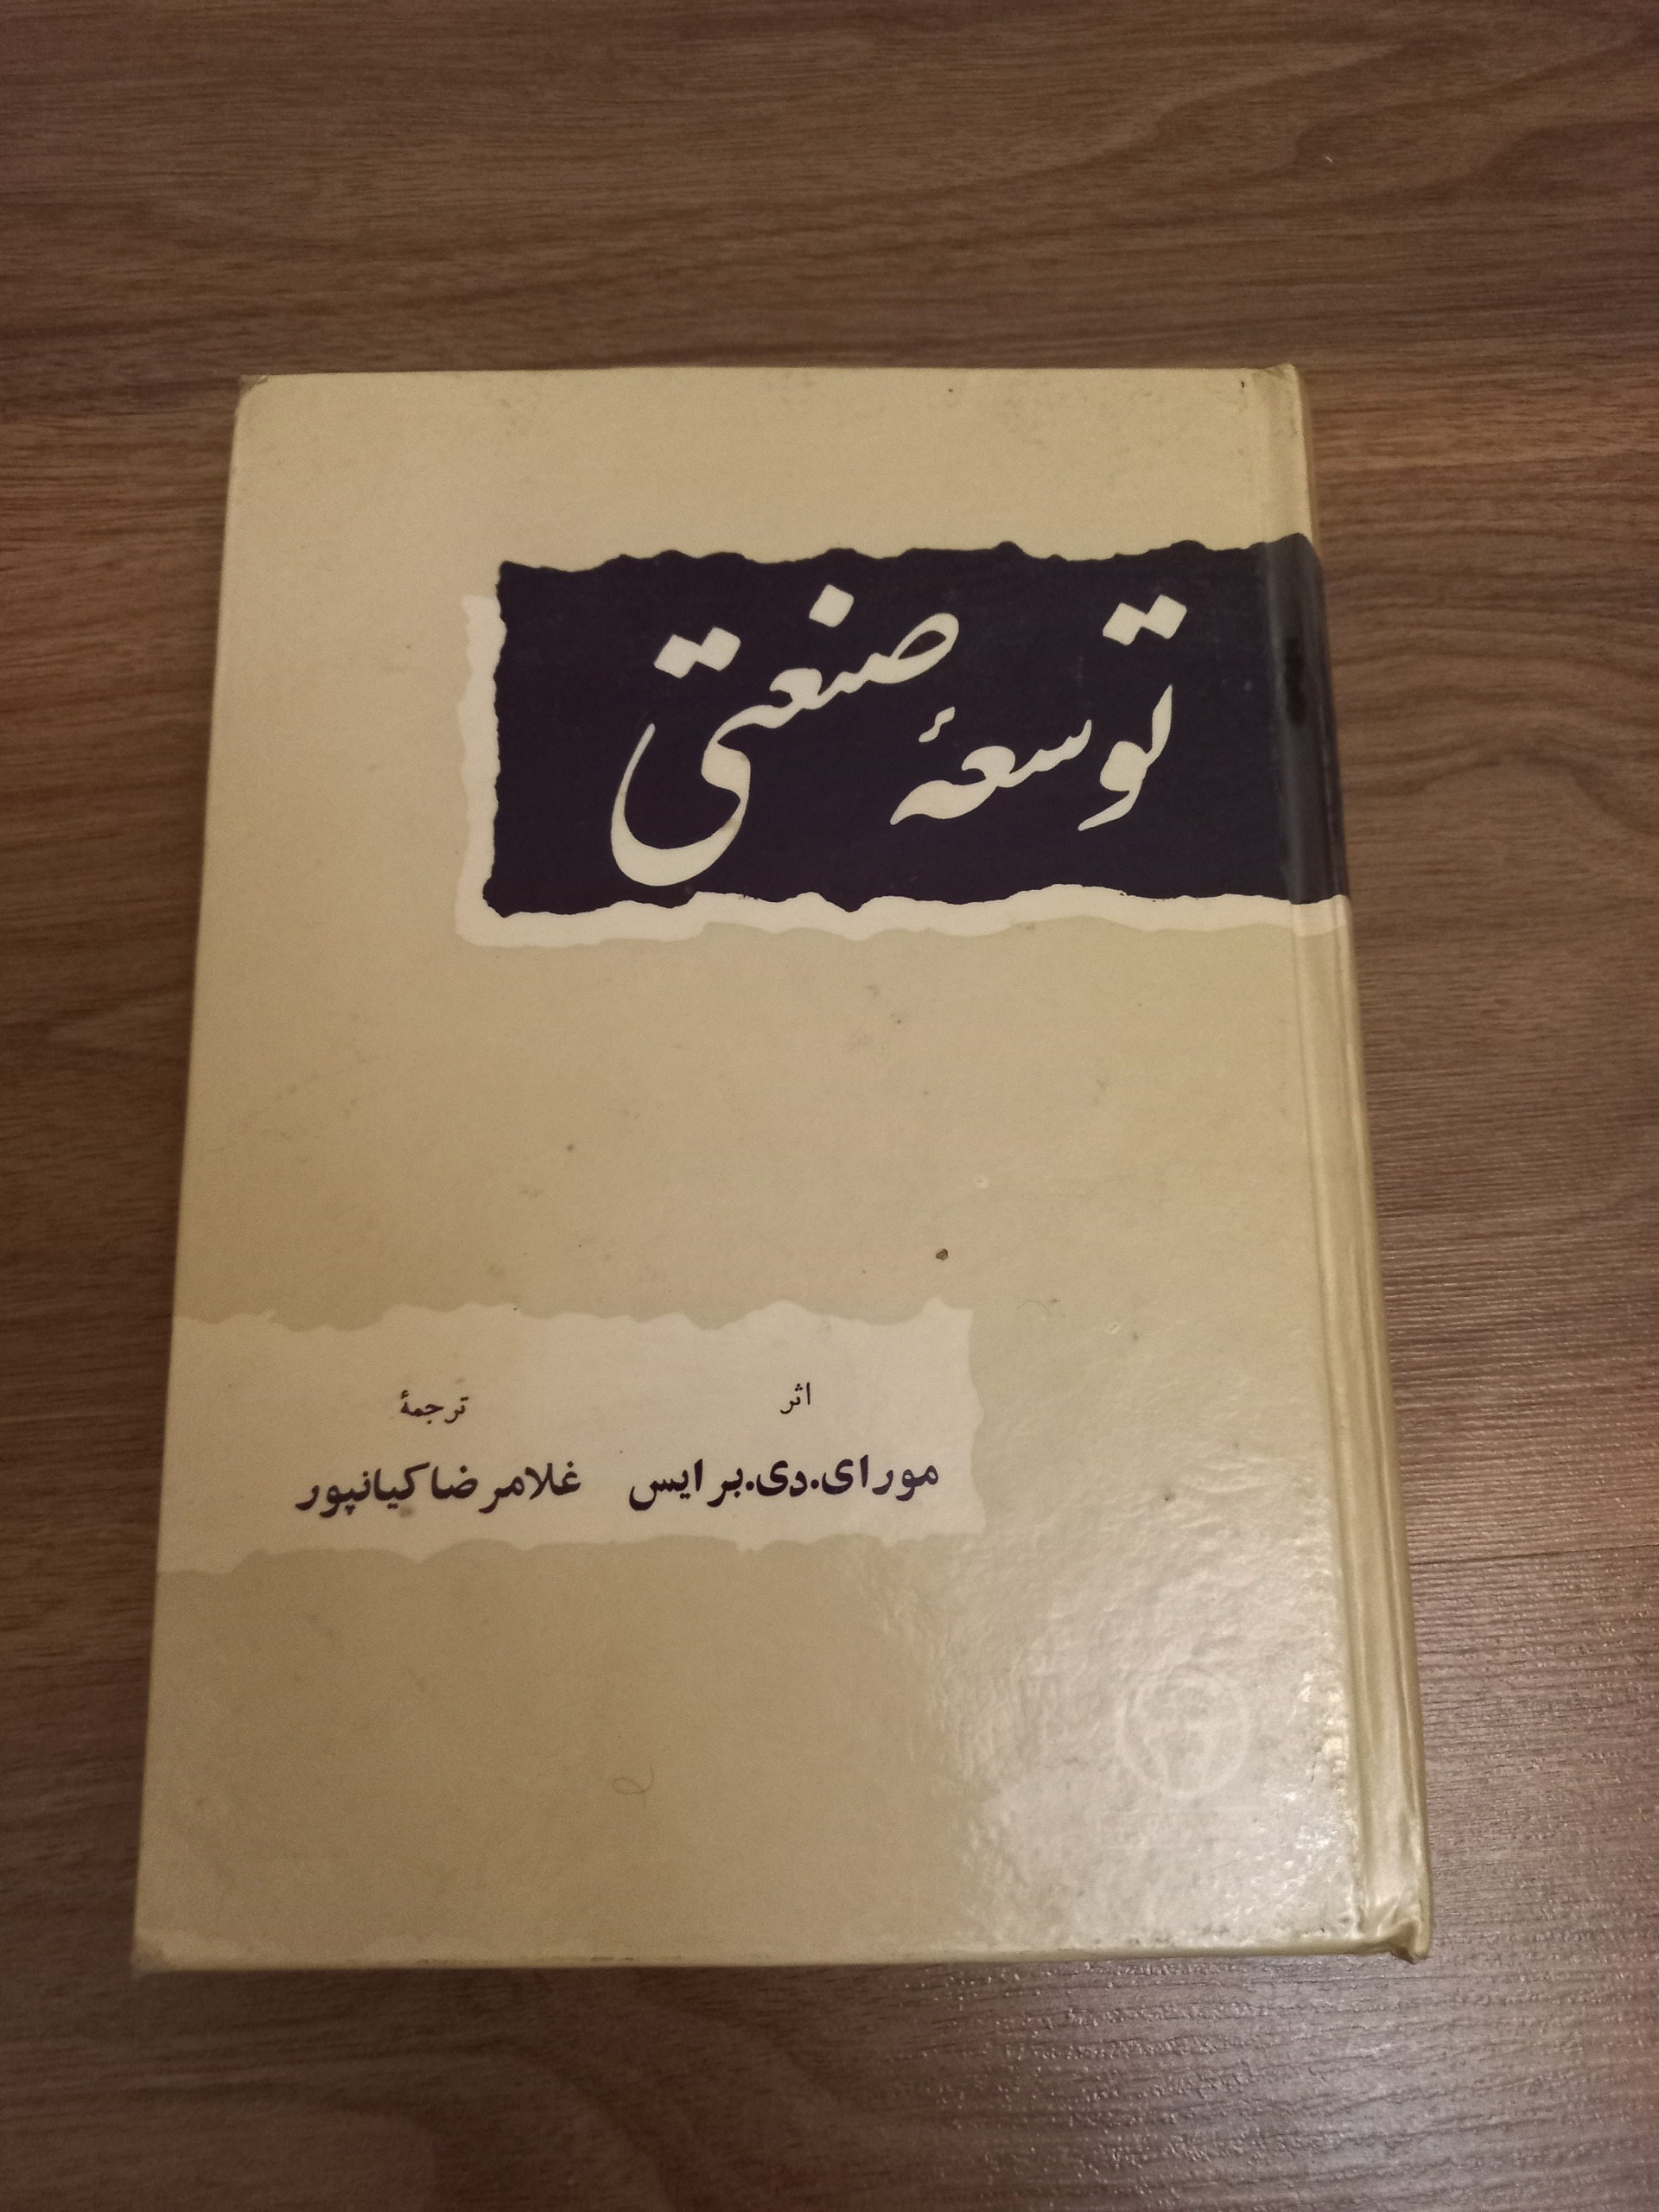 توسعهٔ صنعتی
اثر
مورای.دی.برایس
ترجمهٔ
غلامرضا کیانپور